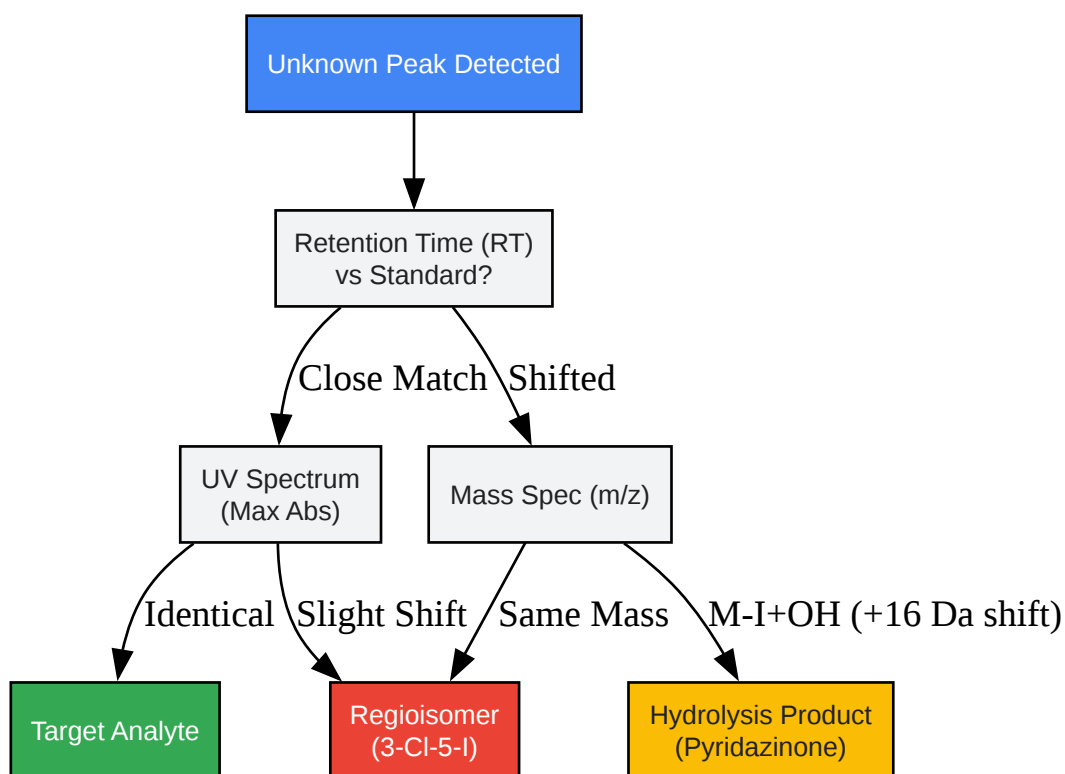 Unknown Peak Detected
Retention Time (RT)
vs Standard?
Close Match
Shifted
UV Spectrum
(Max Abs)
Mass Spec (m/z)
Identical
Slight Shift
Same Mass
M-I+OH (+16 Da shift)
Target Analyte
Regioisomer
(3-Cl-5-I)
Hydrolysis Product
(Pyridazinone)